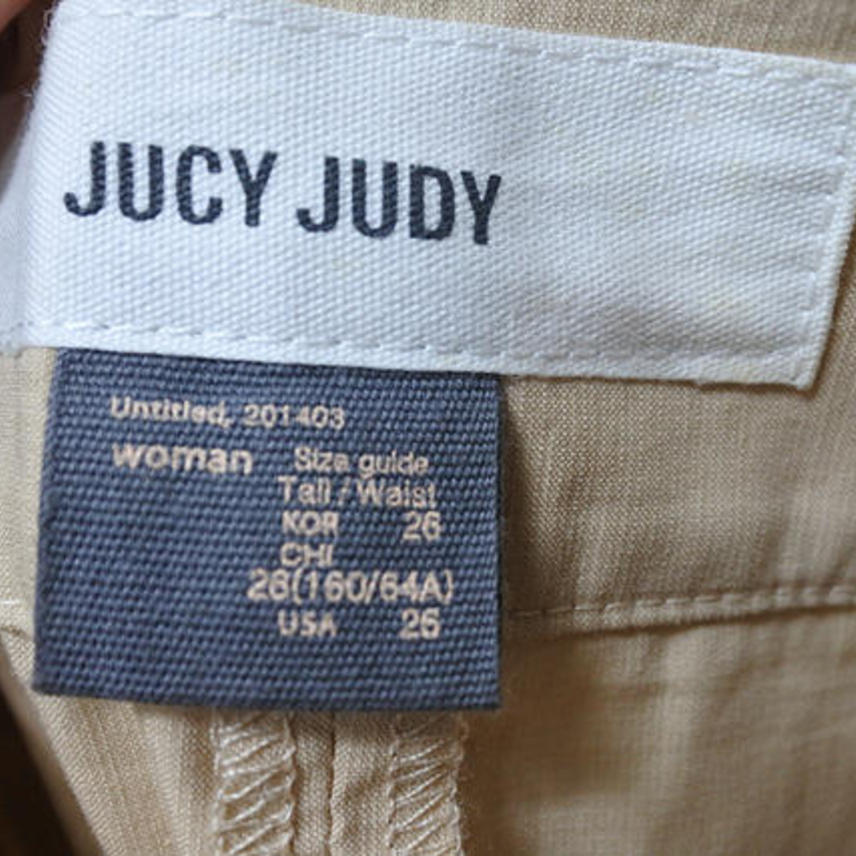 JUCY JUDY
Untitled, 201403
woman Size guide
Tall / Waist
KOR 26
CHI
26(160/64A)
USA 26